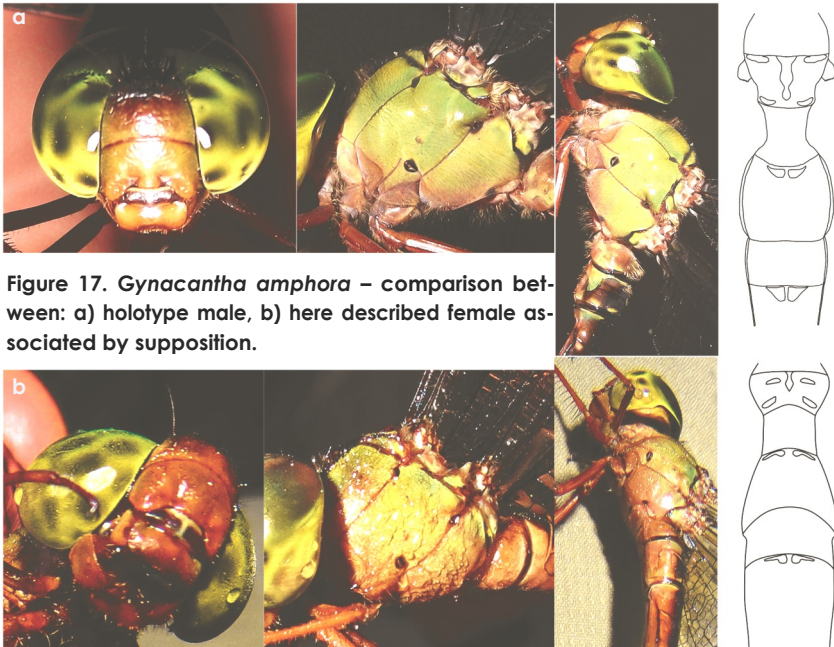 a
Figure 17. Gynacantha amphora – comparison bet-
ween: a) holotype male, b) here described female as-
sociated by supposition.
b